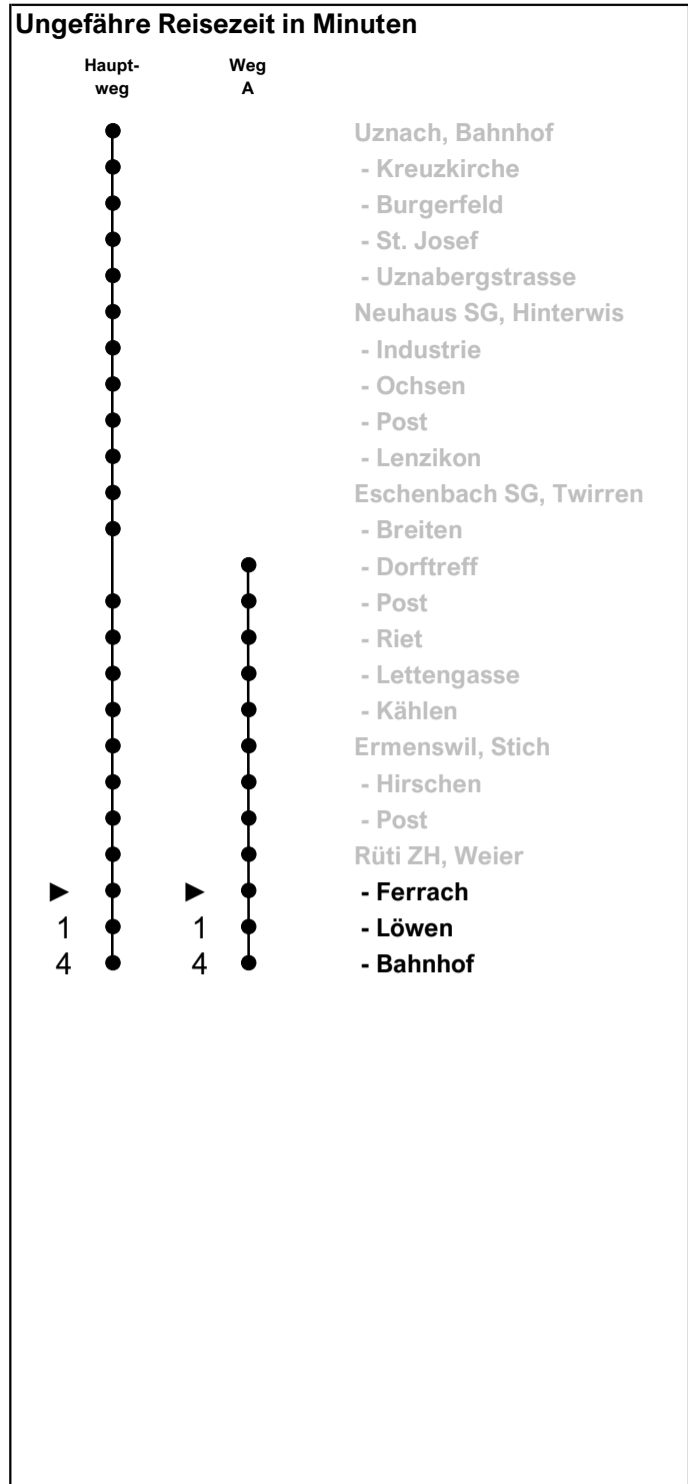 Ungefähre Reisezeit in Minuten
Haupt- Weg
weg A
Uznach, Bahnhof
- Kreuzkirche
- Burgerfeld
- St. Josef
- Uznabergstrasse
Neuhaus SG, Hinterwis
- Industrie
- Ochsen
- Post
- Lenzikon
Eschenbach SG, Twirren
- Breiten
- Dorftreff
- Post
- Riet
- Lettengasse
- Kählen
Ermenswil, Stich
- Hirschen
- Post
Rüti ZH, Weier
► ► - Ferrach
1 1 - Löwen
4 4 - Bahnhof